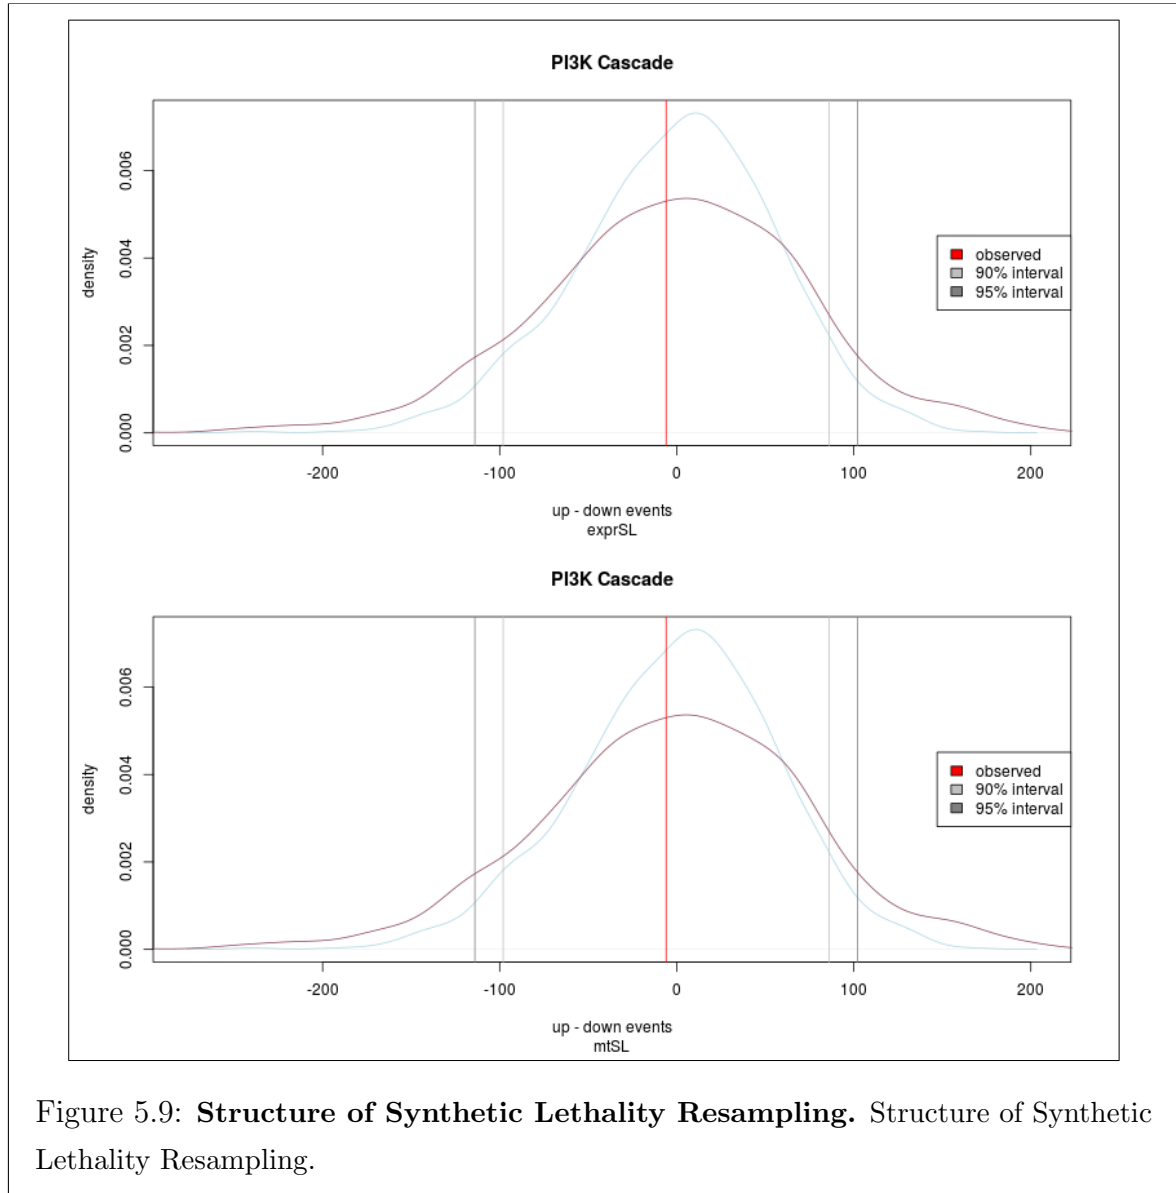 PI3K Cascade
density
0.000
0.002
0.004
0.006
observed
90% interval
95% interval
-200
-100
0
100
200
up - down events
exprSL
PI3K Cascade
density
0.000
0.002
0.004
0.006
observed
90% interval
95% interval
-200
-100
0
100
200
up - down events
mtSL
Figure 5.9: Structure of Synthetic Lethality Resampling. Structure of Synthetic
Lethality Resampling.